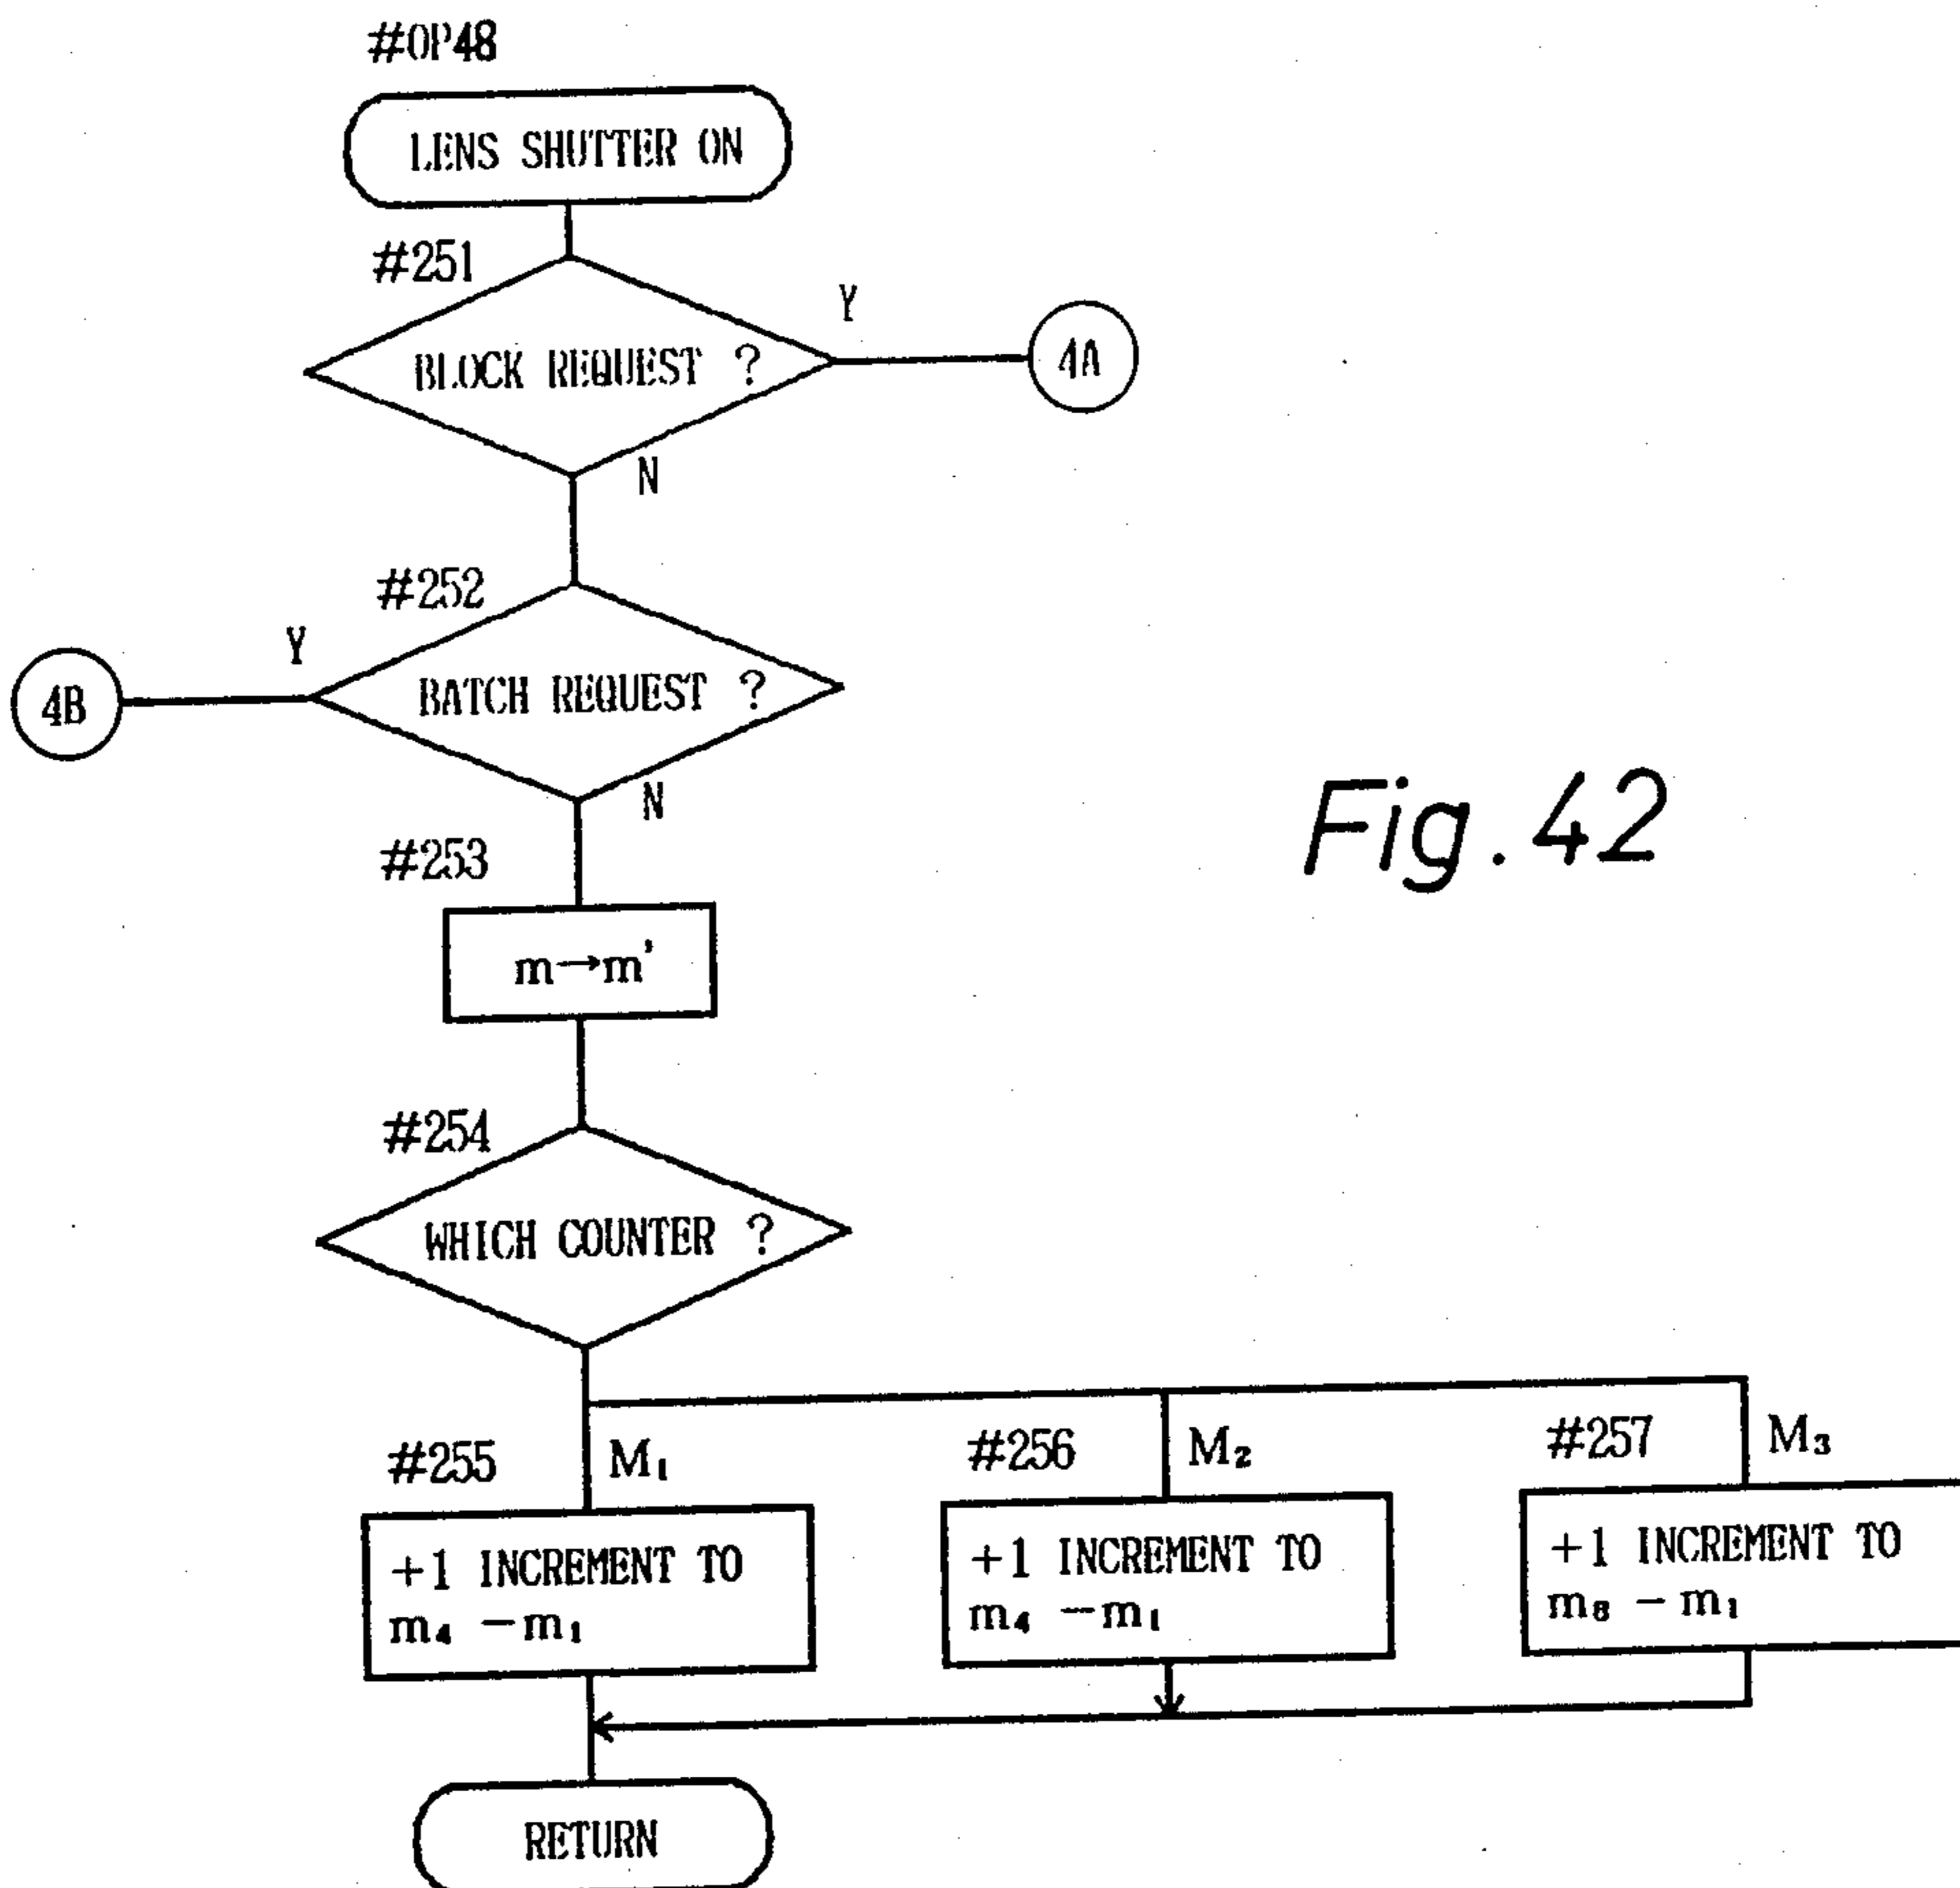 #OP48
LENS SHUTTER ON
#251
BLOCK REQUEST ?
Y
4A
N
#252
Y
4B
BATCH REQUEST ?
N
#253
m→m'
Fig. 42
#254
WHICH COUNTER ?
#255
M₁
#256
M₂
#257
M₃
+1 INCREMENT TO
m₄ −m₁
+1 INCREMENT TO
m₄ −m₁
+1 INCREMENT TO
m₈ −m₁
RETURN